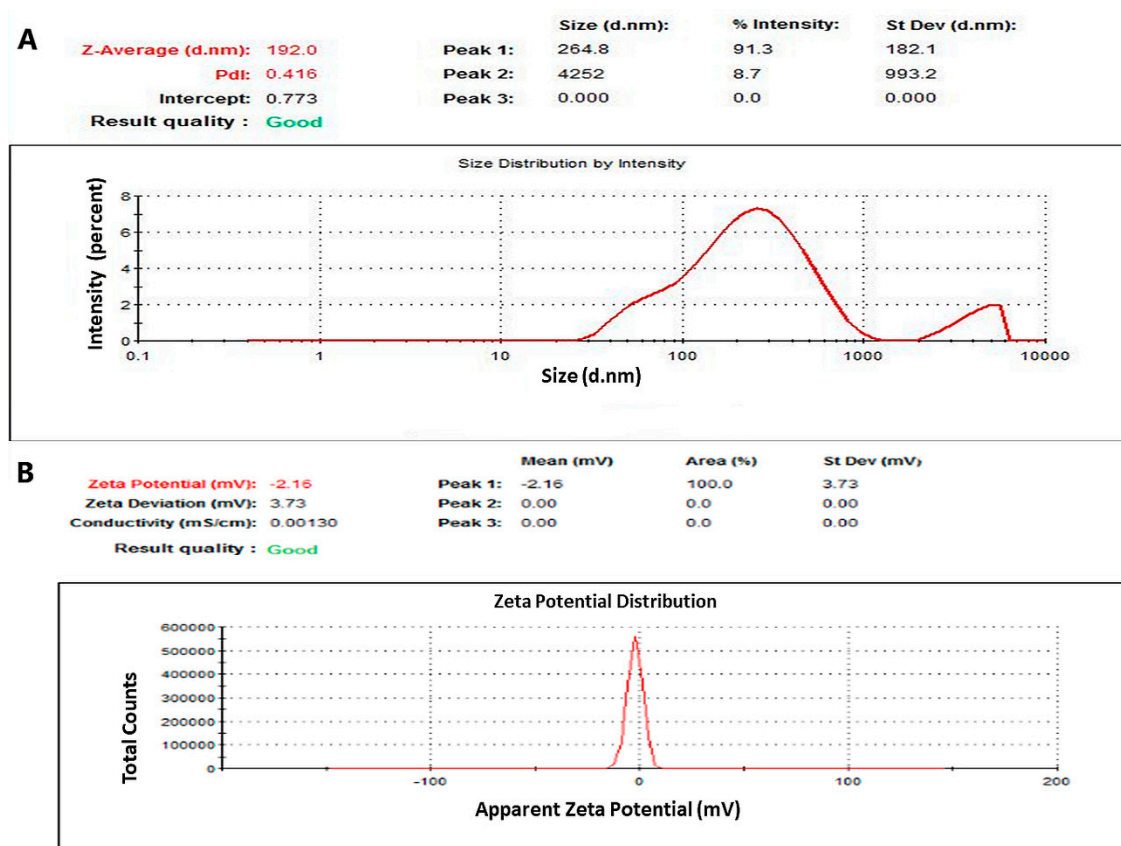 A
Size (d.nm): % Intensity: St Dev (d.nm):
Z-Average (d.nm): 192.0 Peak 1: 264.8 91.3 182.1
PdI: 0.416 Peak 2: 4252 8.7 993.2
Intercept: 0.773 Peak 3: 0.000 0.0 0.000
Result quality : Good
Size Distribution by Intensity
Intensity (percent)
8
6
4
2
0
0.1 1 10 100 1000 10000
Size (d.nm)
B
Mean (mV) Area (%) St Dev (mV)
Zeta Potential (mV): -2.16 Peak 1: -2.16 100.0 3.73
Zeta Deviation (mV): 3.73 Peak 2: 0.00 0.0 0.00
Conductivity (mS/cm): 0.00130 Peak 3: 0.00 0.0 0.00
Result quality : Good
Zeta Potential Distribution
Total Counts
600000
500000
400000
300000
200000
100000
0
-100 0 100 200
Apparent Zeta Potential (mV)